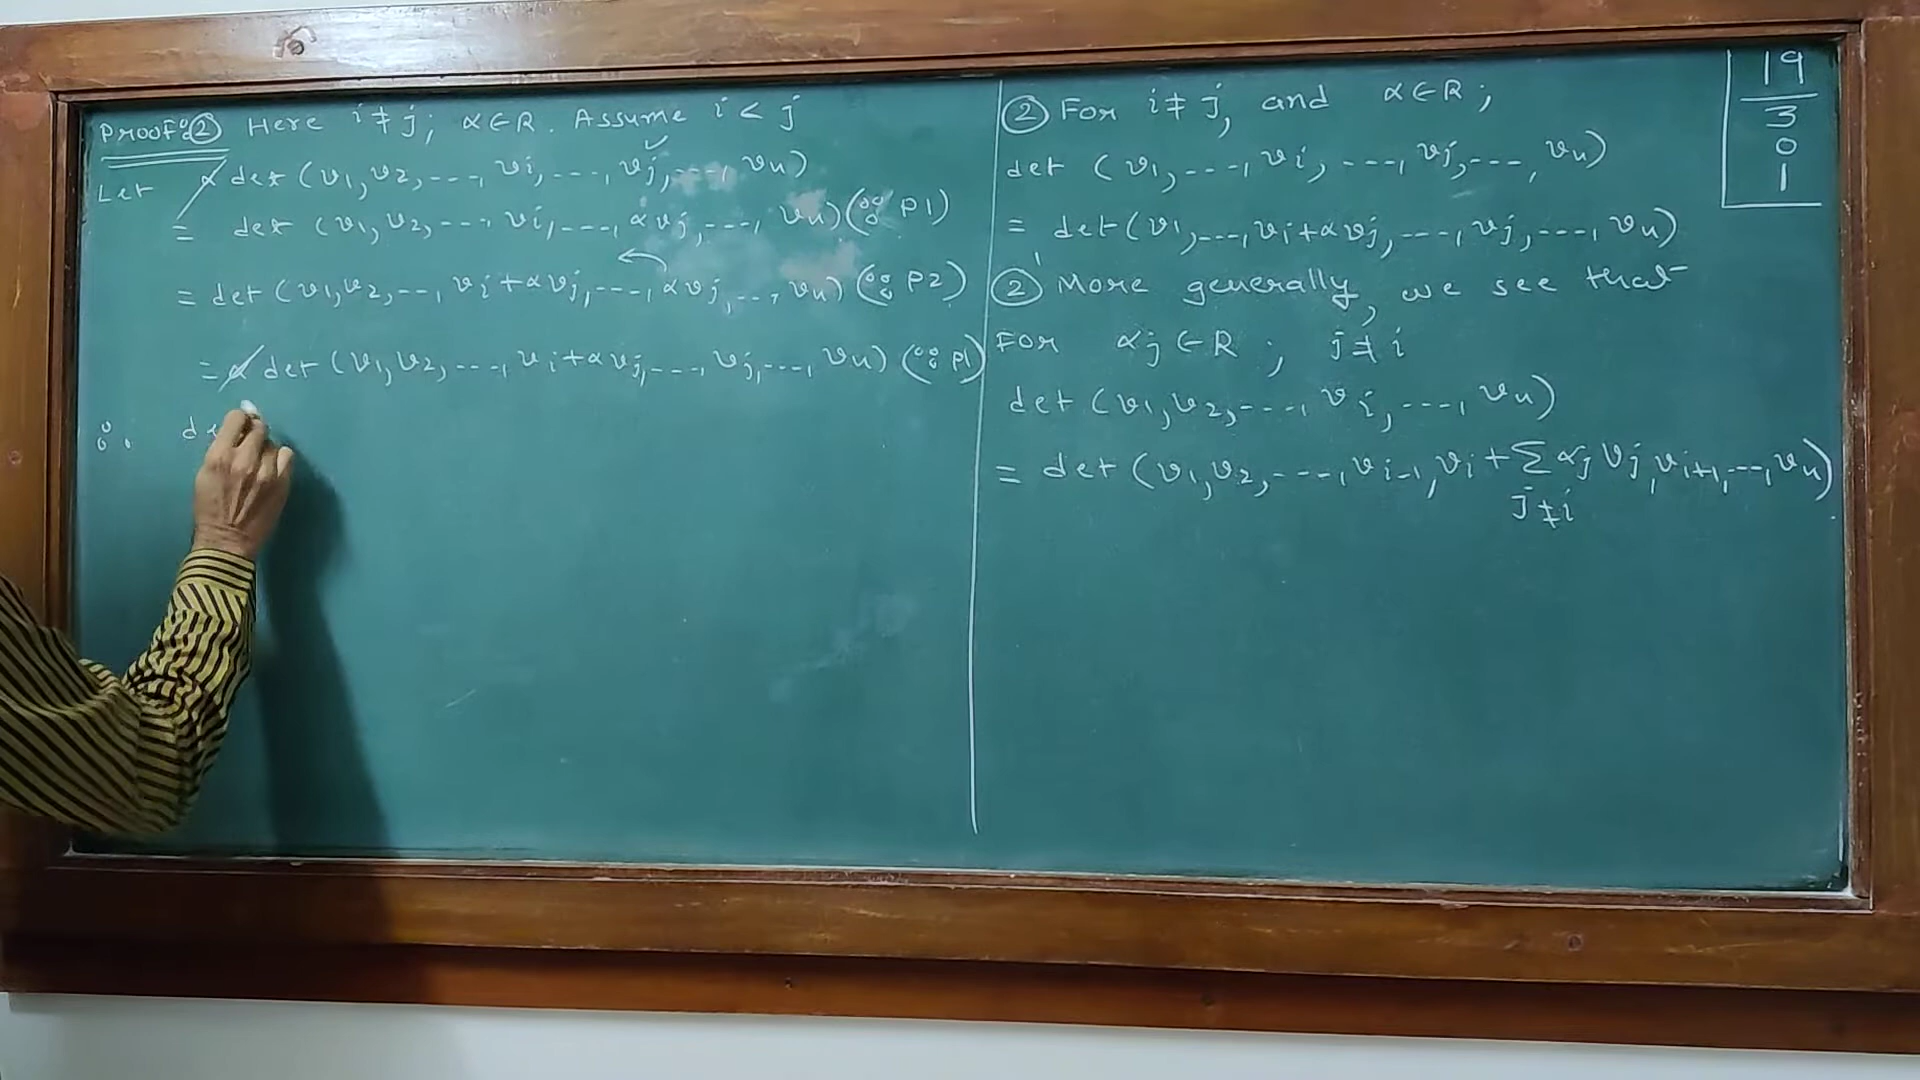 PROOF:② Here i ≠ j; α ∈ R. Assume i < j
Let α det (v1, v2, ---, vi, ---, vj, ---, vn)
= det (v1, v2, ---, vi, ---, αvj, ---, vn) (∵ P1)
= det (v1, v2, --, vi + αvj, ---, αvj, --, vn) (∵ P2)
= α det (v1, v2, ---, vi + αvj, ---, vj, ---, vn) (∵ P1)
∴ de
② For i ≠ j, and α ∈ R;
det (v1, ---, vi, ---, vj, ---, vn)
= det (v1, ---, vi + αvj, ---, vj, ---, vn)
②' More generally, we see that
For αj ∈ R; j ≠ i
det (v1, v2, ---, vi, ---, vn)
= det (v1, v2, ---, vi-1, vi + Σ αj vj, vi+1, ---, vn)
j ≠ i
19
3
0
1